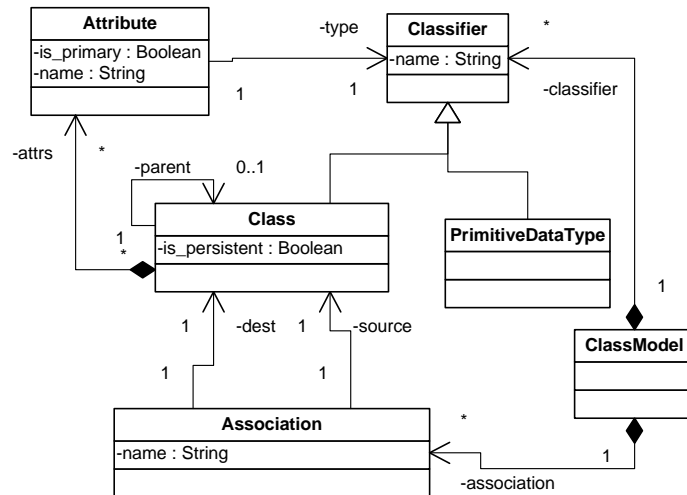 Attribute
-is_primary : Boolean
-name : String
-type
1
1
Classifier
-name : String
*
-classifier
-attrs
*
-parent
0..1
1
*
Class
-is_persistent : Boolean
PrimitiveDataType
1
ClassModel
1
-dest
1
-source
1
1
Association
-name : String
*
1
-association